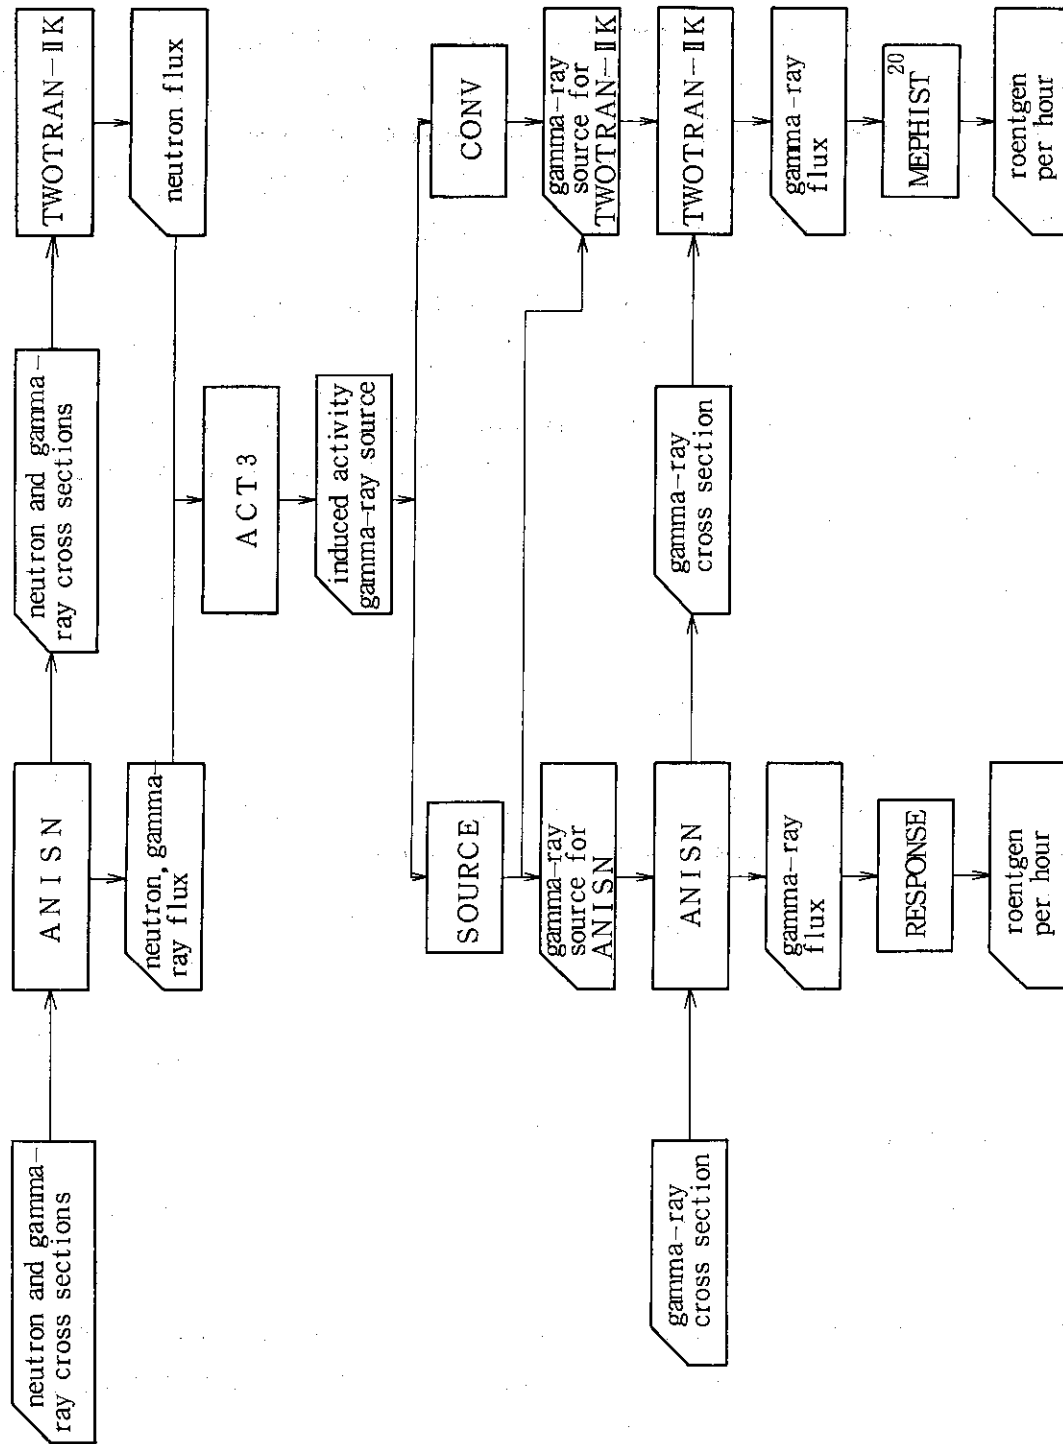 neutron and gamma-
ray cross sections
ANISN
neutron and gamma-
ray cross sections
TWOTRAN-ⅡK
neutron, gamma-
ray flux
neutron flux
ACT3
induced activity
gamma-ray source
SOURCE
CONV
gamma-ray
source for
ANISN
gamma-ray
source for
TWOTRAN-ⅡK
gamma-ray
cross section
ANISN
gamma-ray
cross section
TWOTRAN-ⅡK
gamma-ray
flux
gamma-ray
flux
RESPONSE
MEPHIST20
roentgen
per hour
roentgen
per hour